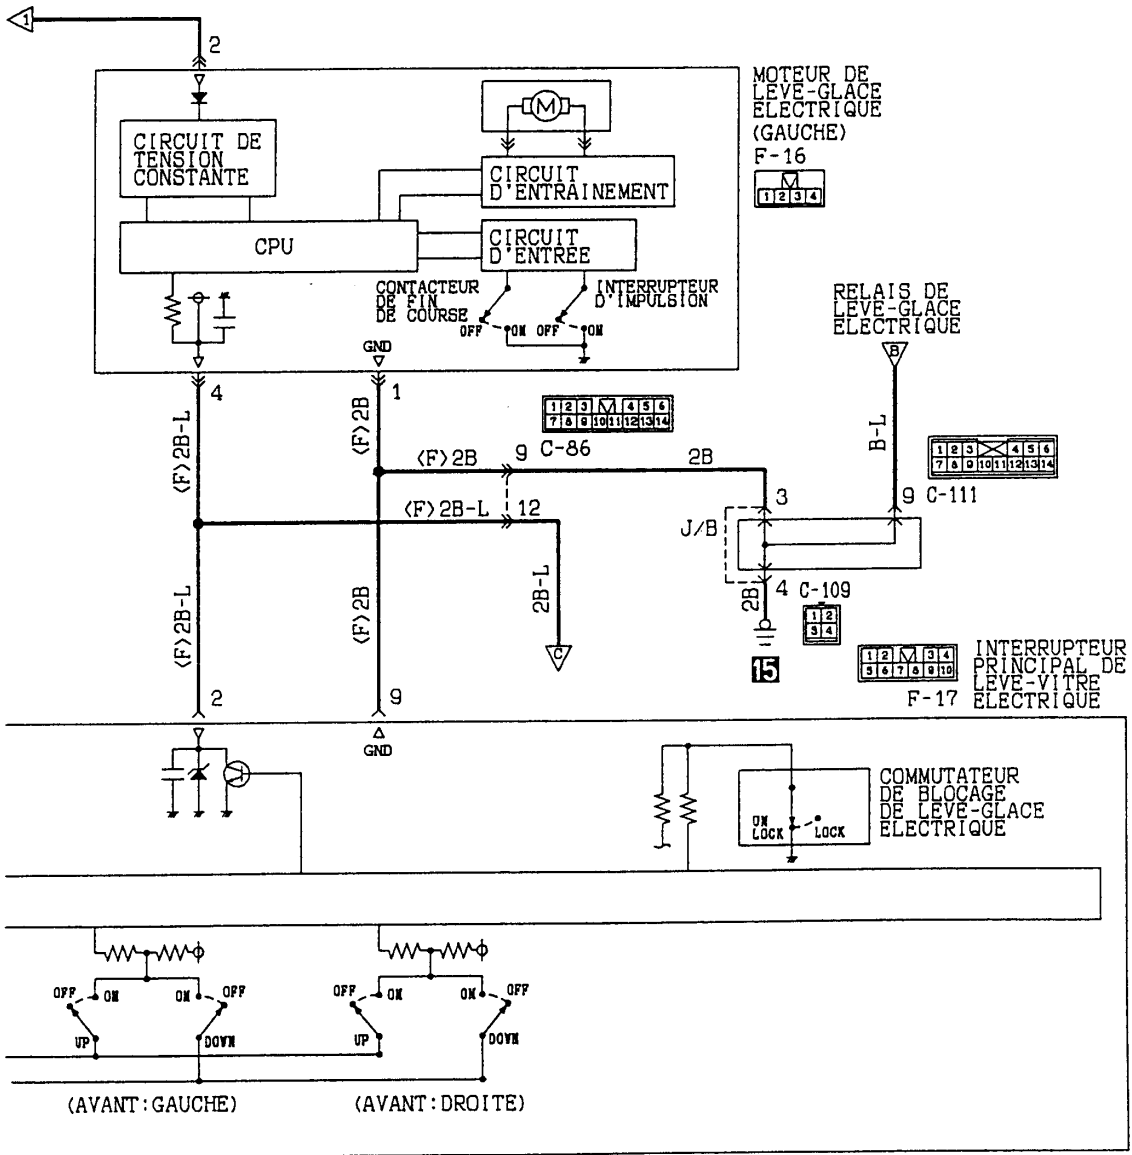 1
2
MOTEUR DE
LEVE-GLACE
ELECTRIQUE
(GAUCHE)
F-16
1 2 3 4
CIRCUIT DE
TENSION
CONSTANTE
M
CIRCUIT
D'ENTRAINEMENT
CPU
CIRCUIT
D'ENTREE
CONTACTEUR
DE FIN
DE COURSE
OFF ON
INTERRUPTEUR
D'IMPULSION
OFF ON
GND
RELAIS DE
LEVE-GLACE
ELECTRIQUE
B
4
1
<F>2B-L
<F>2B
1 2 3 4 5 6
7 8 9 10 11 12 13 14
C-86
B-L
1 2 3 4 5 6
7 8 9 10 11 12 13 14
C-111
<F>2B
9
2B
<F>2B-L
12
3
9
J/B
4
2B
C-109
1 2
3 4
15
<F>2B-L
<F>2B
2B-L
C
1 2 3 4
5 6 7 8 9 10
F-17
INTERRUPTEUR
PRINCIPAL DE
LEVE-VITRE
ELECTRIQUE
2
9
GND
COMMUTATEUR
DE BLOCAGE
DE LEVE-GLACE
ELECTRIQUE
UN
LOCK
LOCK
OFF ON ON OFF
UP DOWN
OFF ON ON OFF
UP DOWN
(AVANT:GAUCHE)
(AVANT:DROITE)